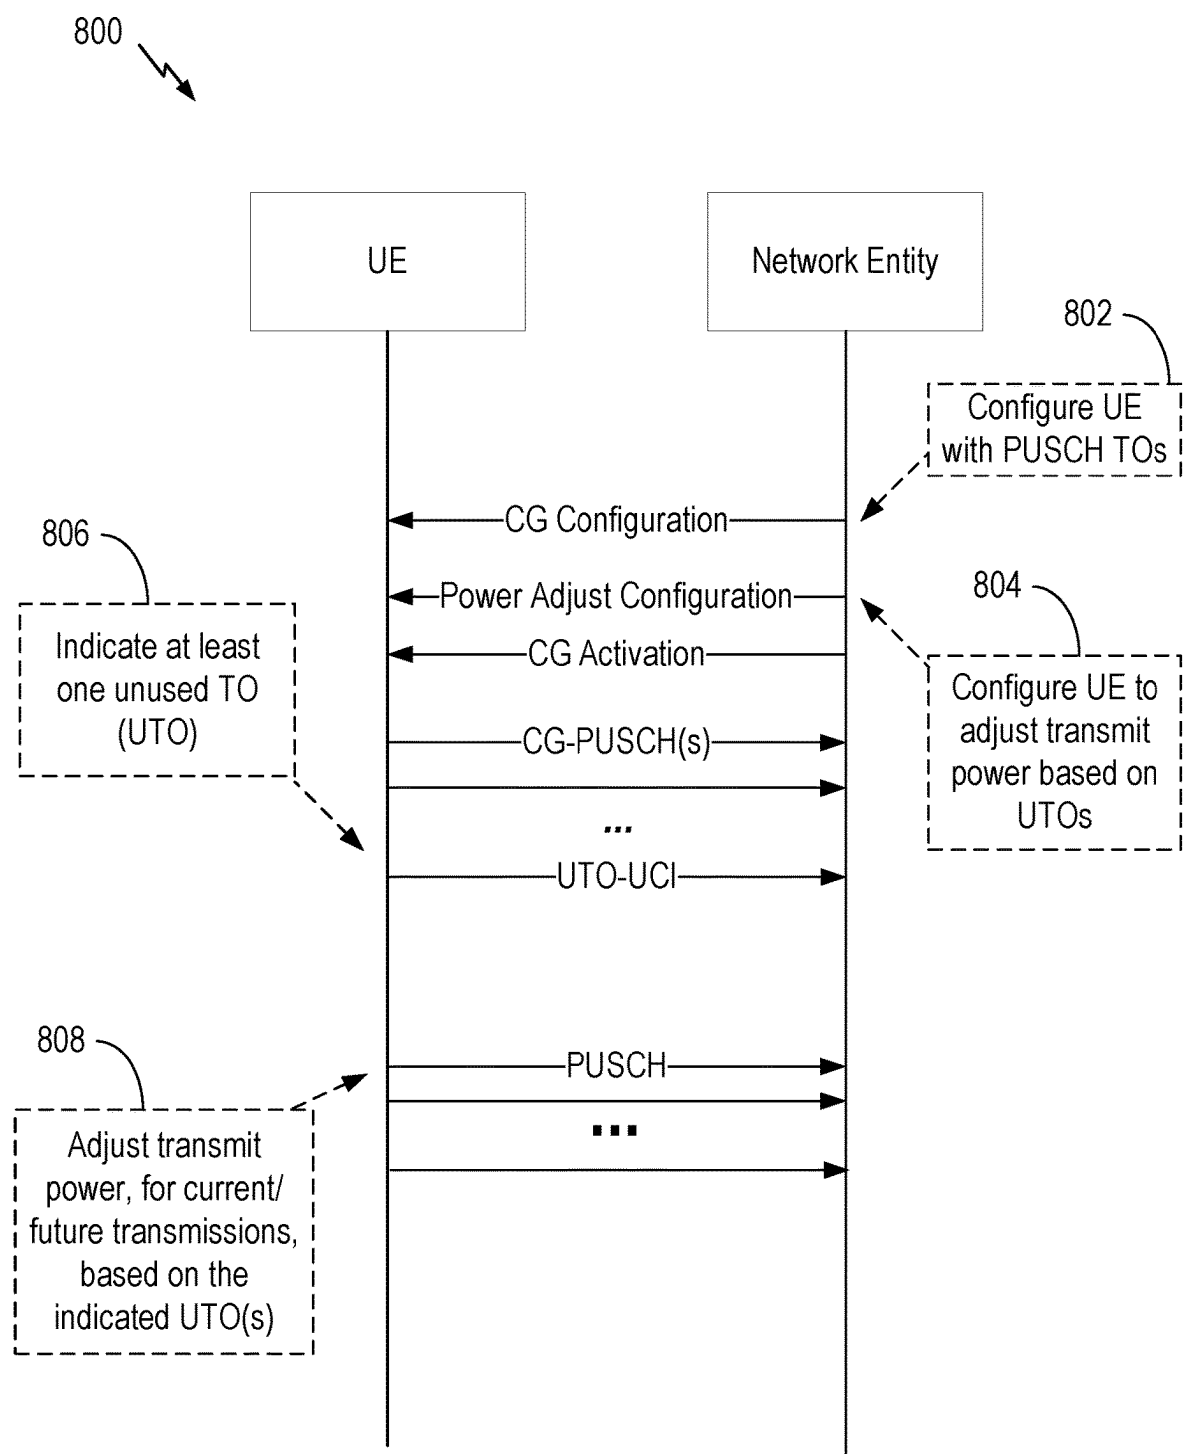 800
UE
Network Entity
802
Configure UE
with PUSCH TOs
CG Configuration
806
Power Adjust Configuration
804
Indicate at least
one unused TO
(UTO)
CG Activation
Configure UE to
adjust transmit
power based on
UTOs
CG-PUSCH(s)
...
UTO-UCI
808
PUSCH
...
Adjust transmit
power, for current/
future transmissions,
based on the
indicated UTO(s)